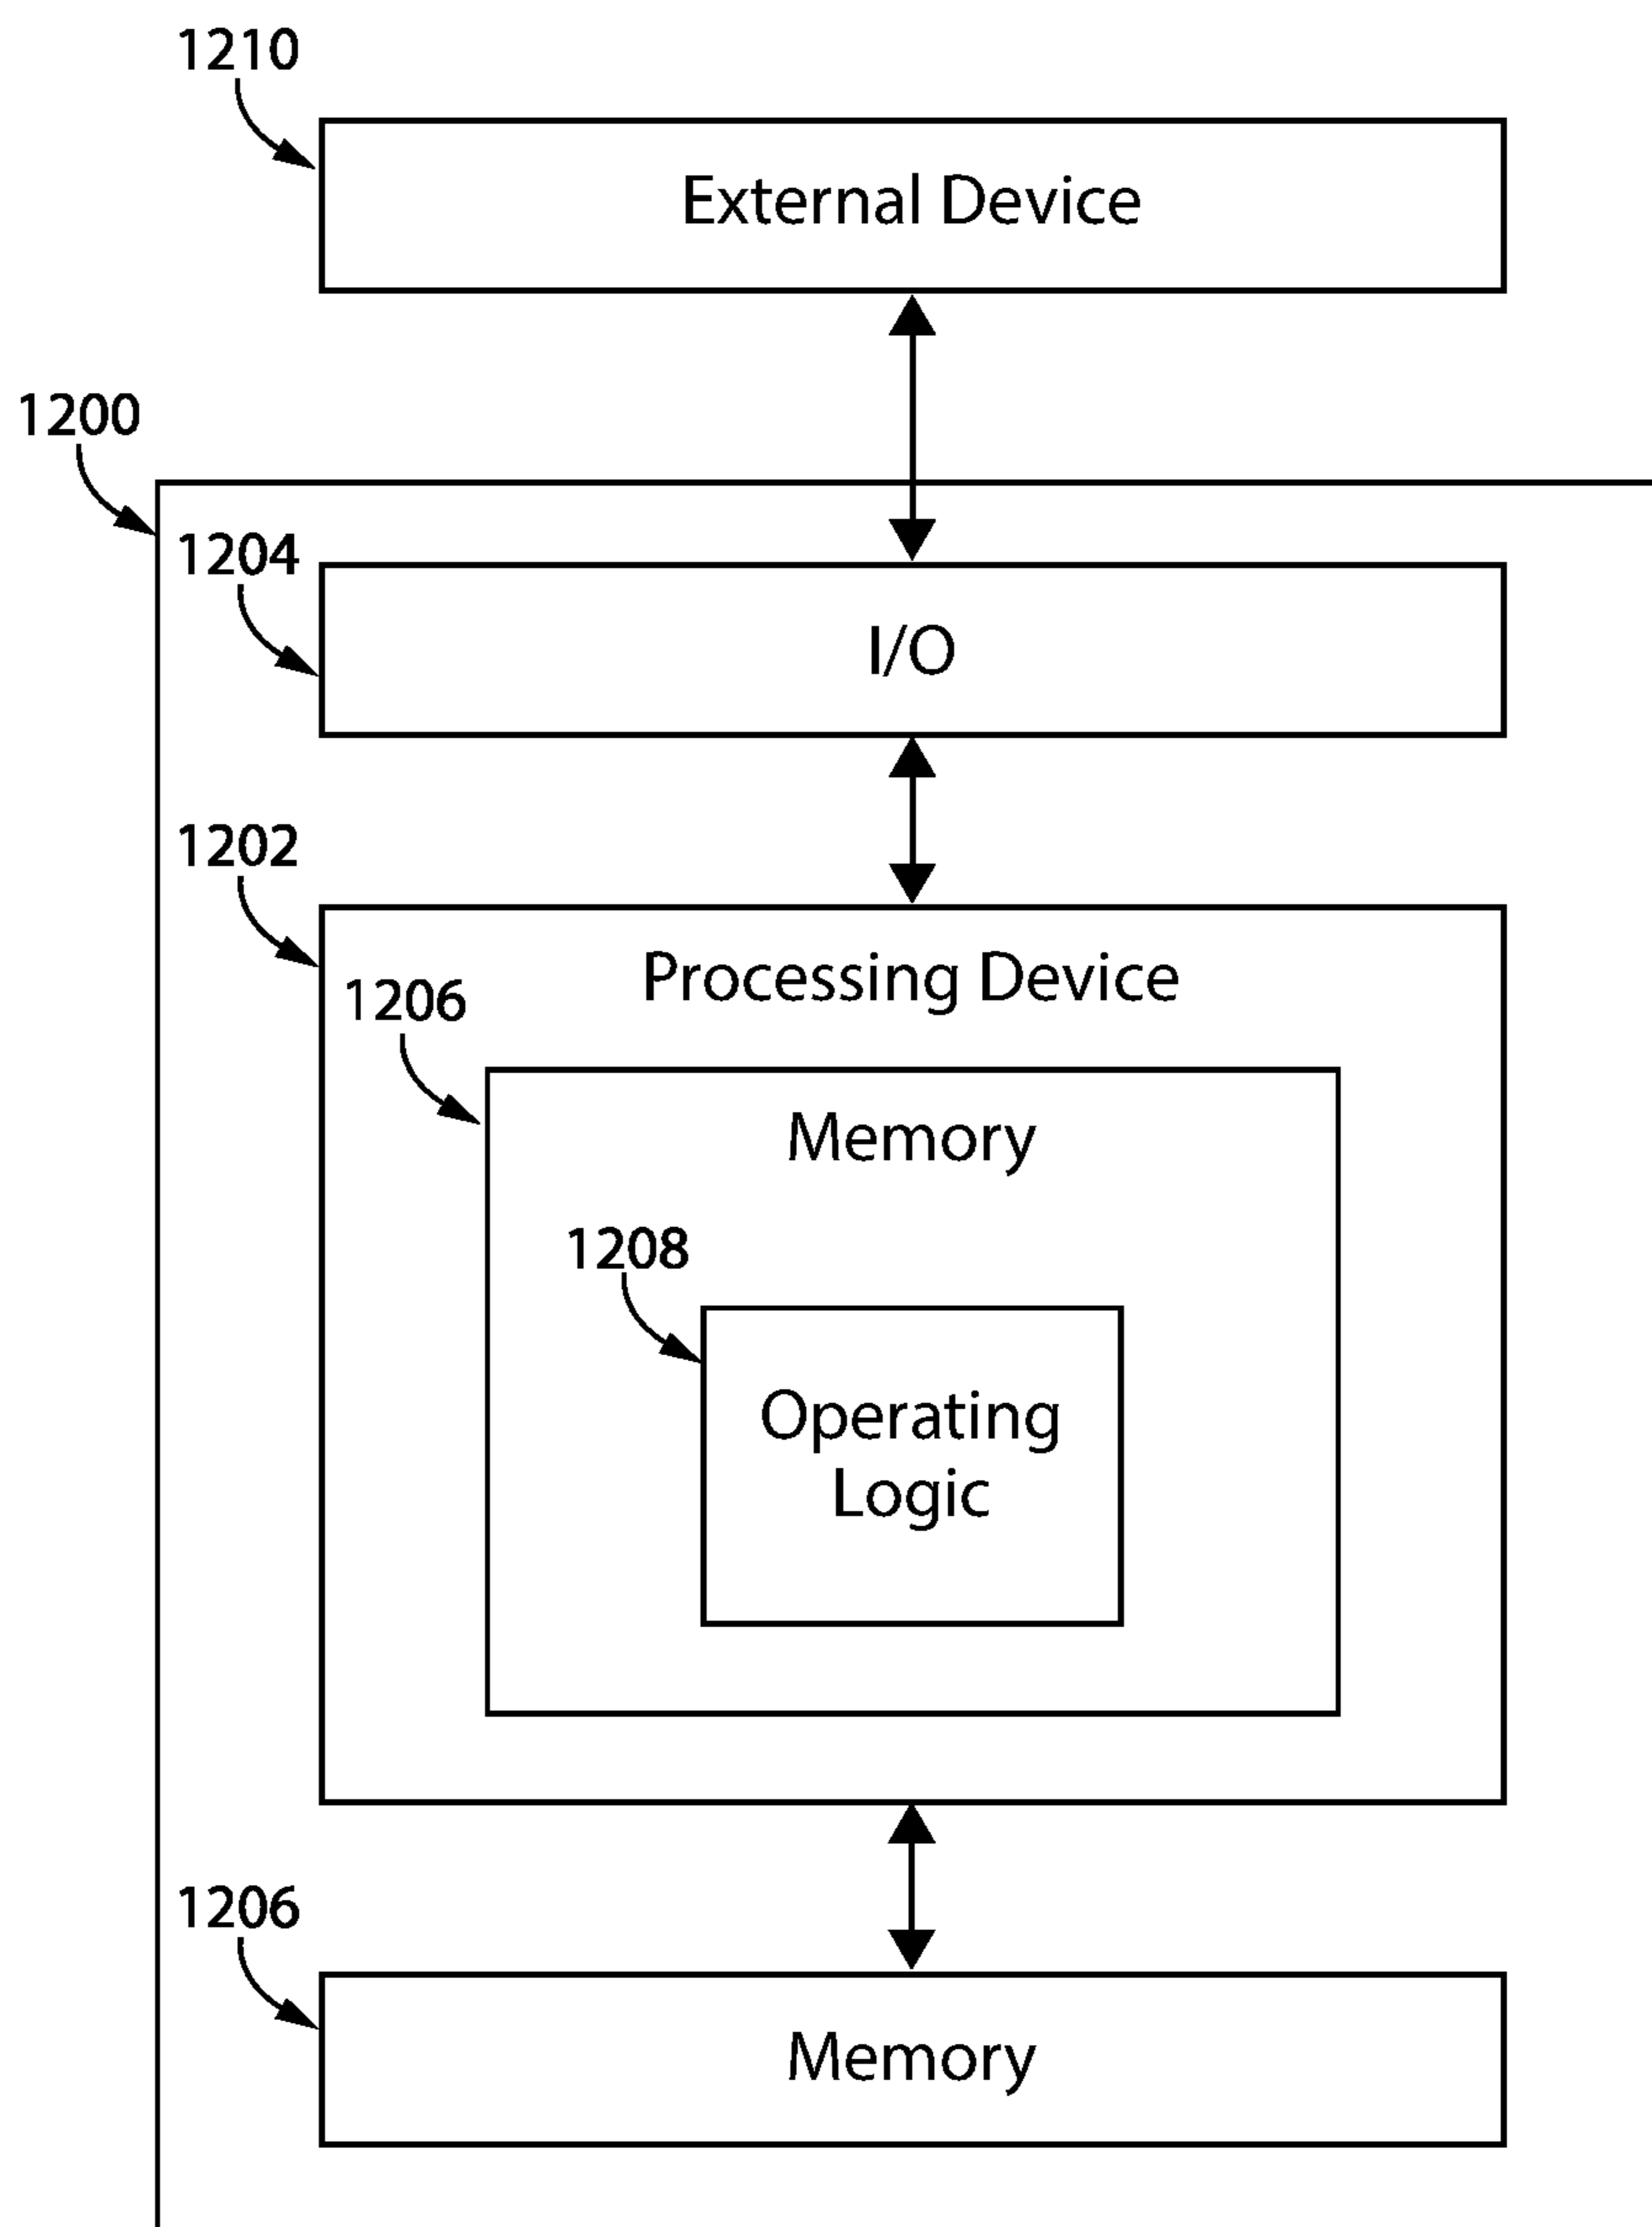 1210
External Device
1200
1204
I/O
1202
Processing Device
1206
Memory
1208
Operating
Logic
1206
Memory